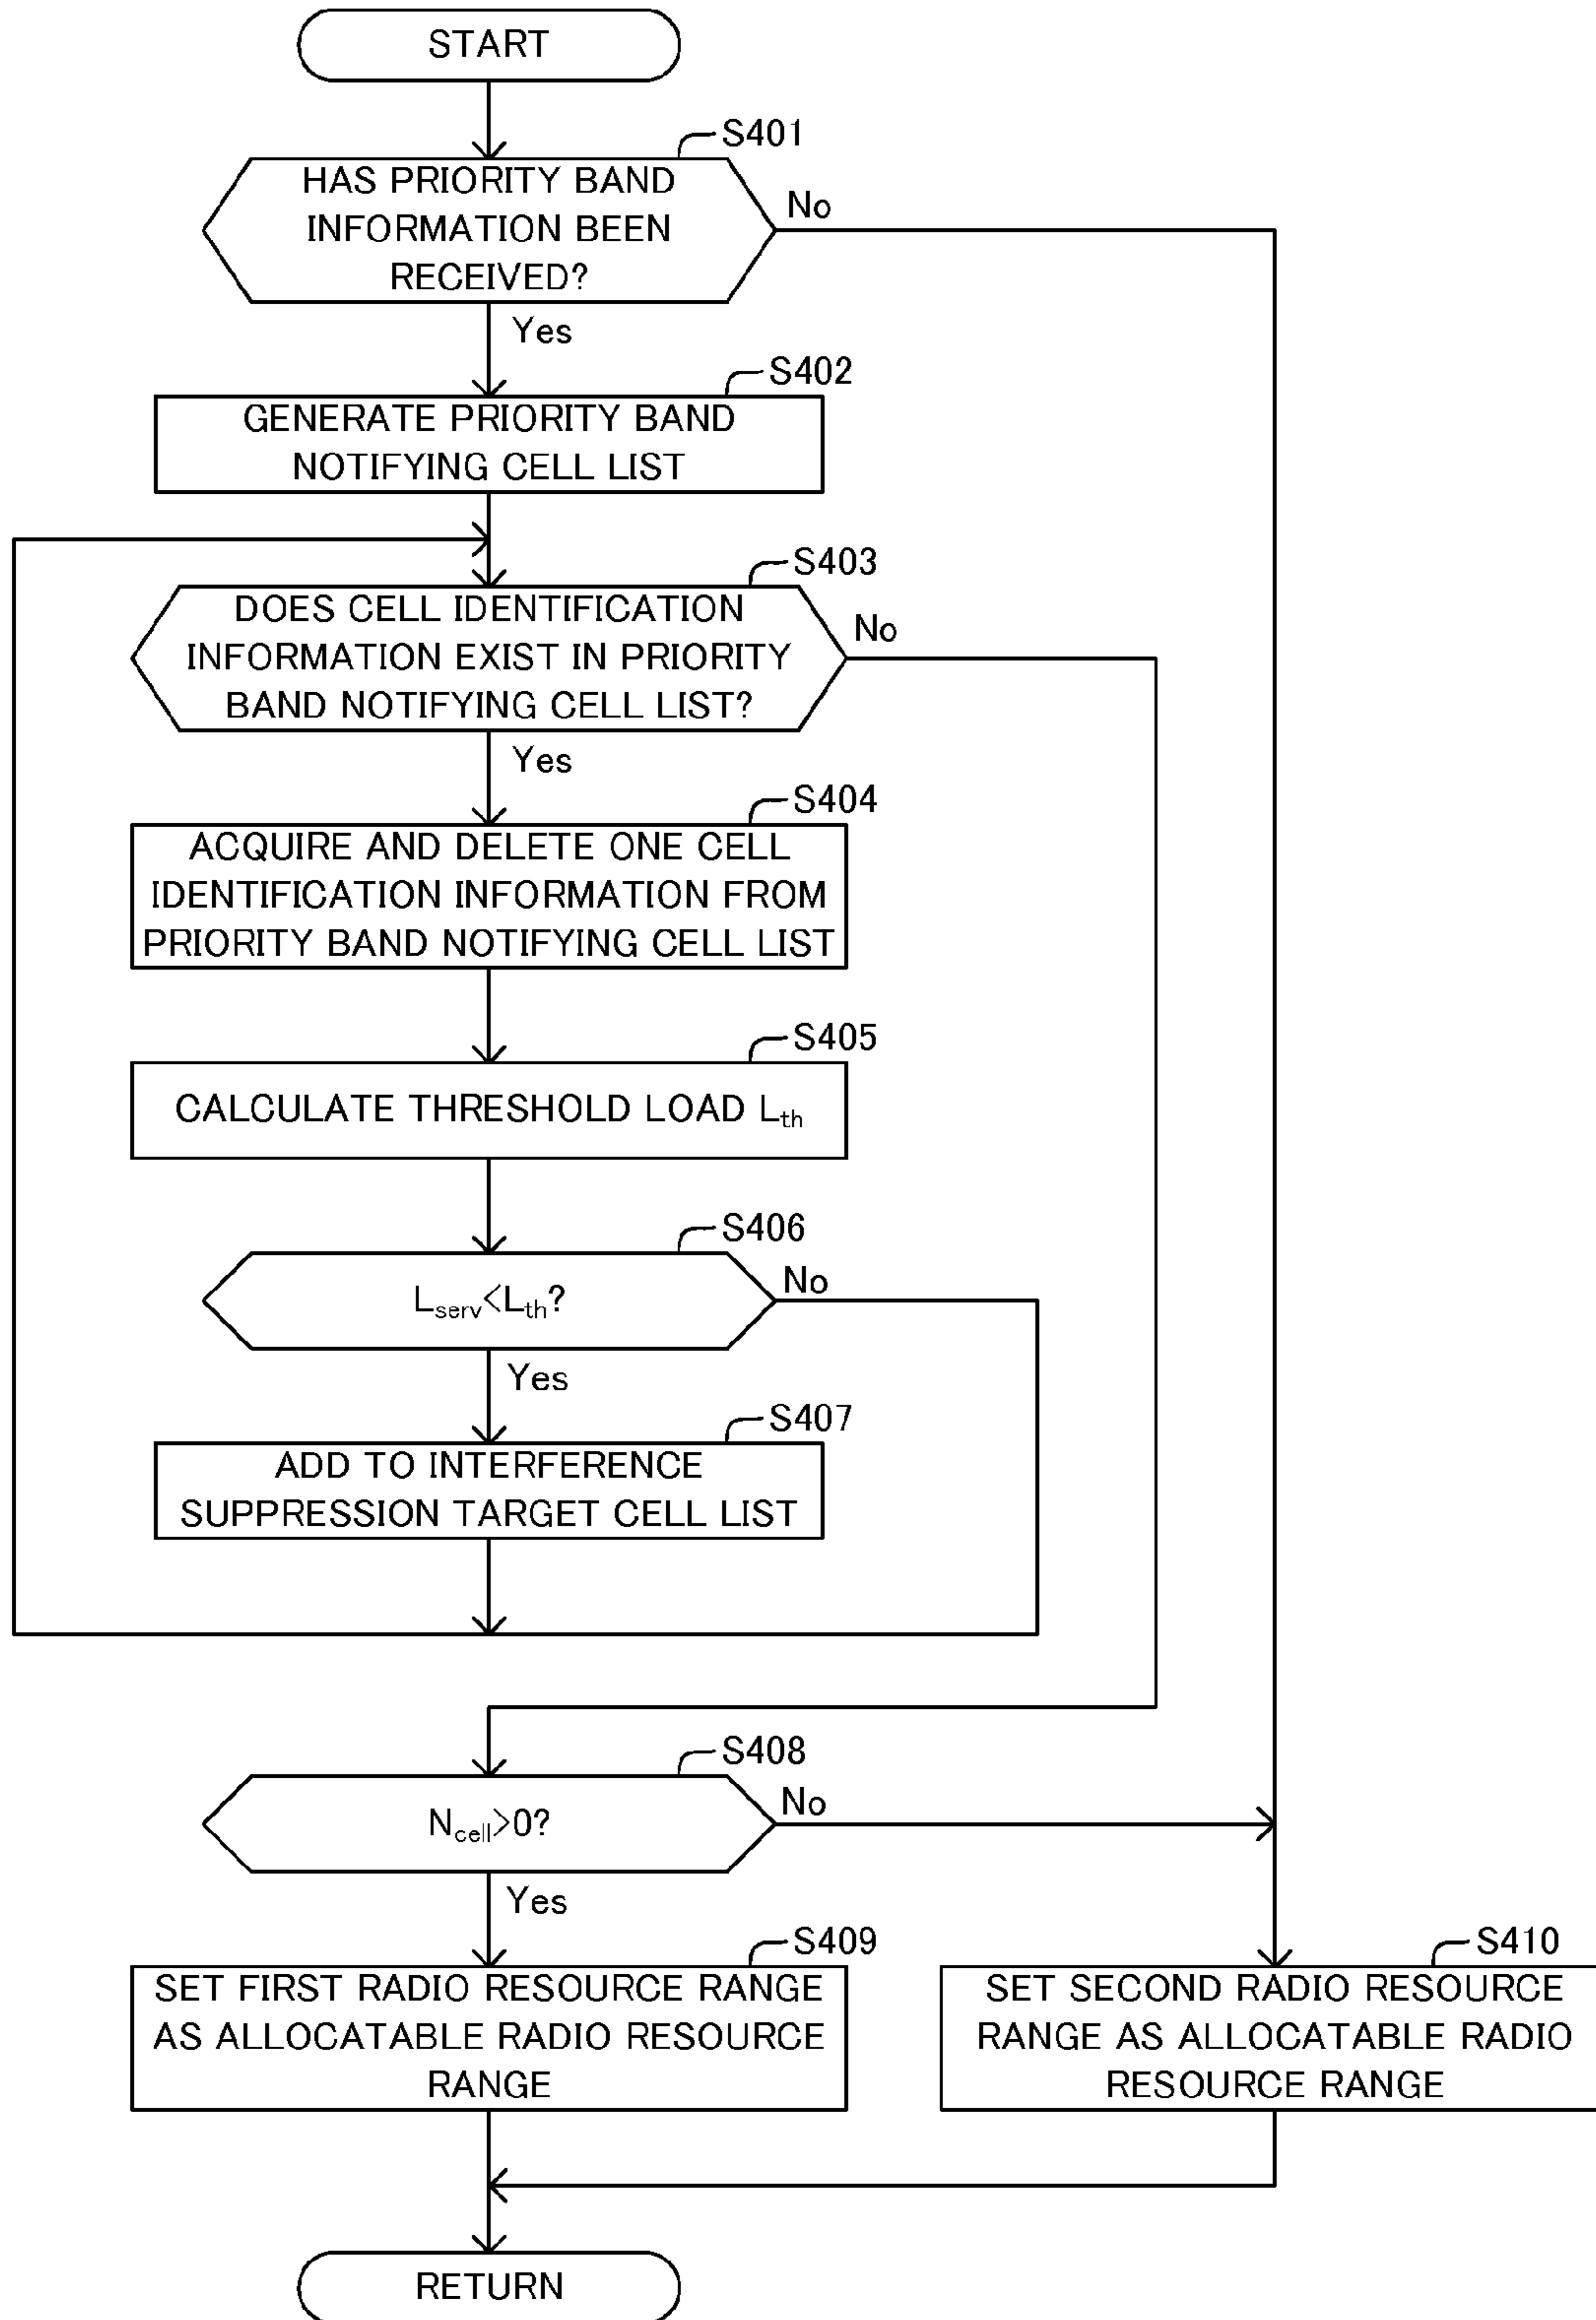 START
S401
HAS PRIORITY BAND
INFORMATION BEEN
RECEIVED?
No
Yes
S402
GENERATE PRIORITY BAND
NOTIFYING CELL LIST
S403
DOES CELL IDENTIFICATION
INFORMATION EXIST IN PRIORITY
BAND NOTIFYING CELL LIST?
No
Yes
S404
ACQUIRE AND DELETE ONE CELL
IDENTIFICATION INFORMATION FROM
PRIORITY BAND NOTIFYING CELL LIST
S405
CALCULATE THRESHOLD LOAD Lth
S406
Lserv<Lth?
No
Yes
S407
ADD TO INTERFERENCE
SUPPRESSION TARGET CELL LIST
S408
Ncell>0?
No
Yes
S409
SET FIRST RADIO RESOURCE RANGE
AS ALLOCATABLE RADIO RESOURCE
RANGE
S410
SET SECOND RADIO RESOURCE
RANGE AS ALLOCATABLE RADIO
RESOURCE RANGE
RETURN